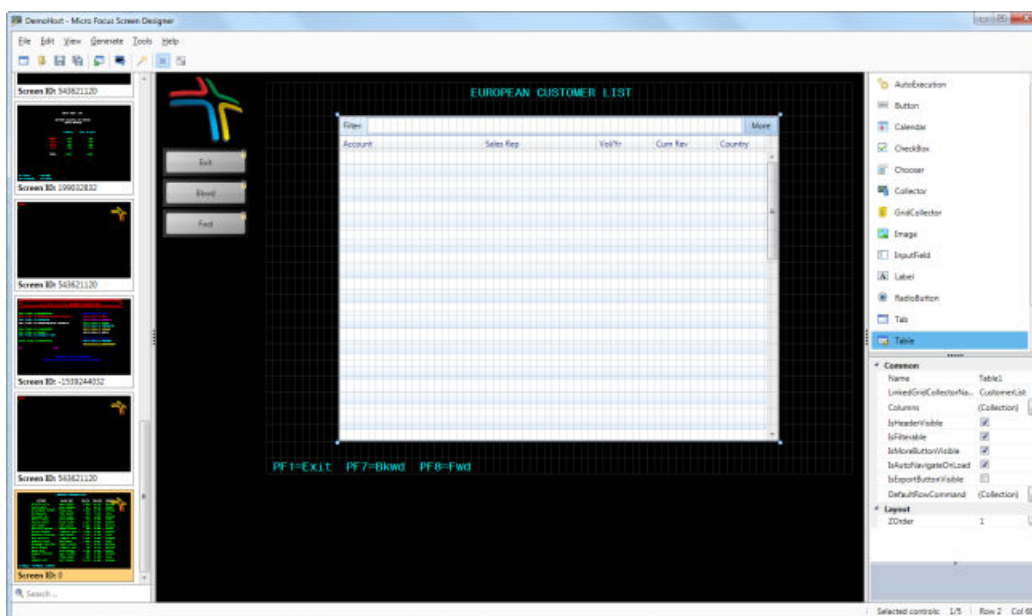 DemoHost - Micro Focus Screen Designer
File Edit View Generate Tools Help
Screen ID: 543621120
Screen ID: 199032832
Screen ID: 543621120
Screen ID: -1539244032
Screen ID: 543621120
Screen ID: 0
Search ...
Exit
Bkwd
Fwd
EUROPEAN CUSTOMER LIST
Filter: More
Account Sales Rep Vol/Yr Cum Rev Country
PF1=Exit PF7=Bkwd PF8=Fwd
AutoExecution
Button
Calendar
CheckBox
Chooser
Collector
GridCollector
Image
InputField
Label
RadioButton
Tab
Table
Common
Name Table1
LinkedGridCollectorNa... CustomerList
Columns (Collection)
IsHeaderVisible
IsFilterable
IsMoreButtonVisible
IsAutoNavigateOnLoad
IsExportButtonVisible
DefaultRowCommand (Collection)
Layout
ZOrder 1
Selected controls: 1/5 Row 2